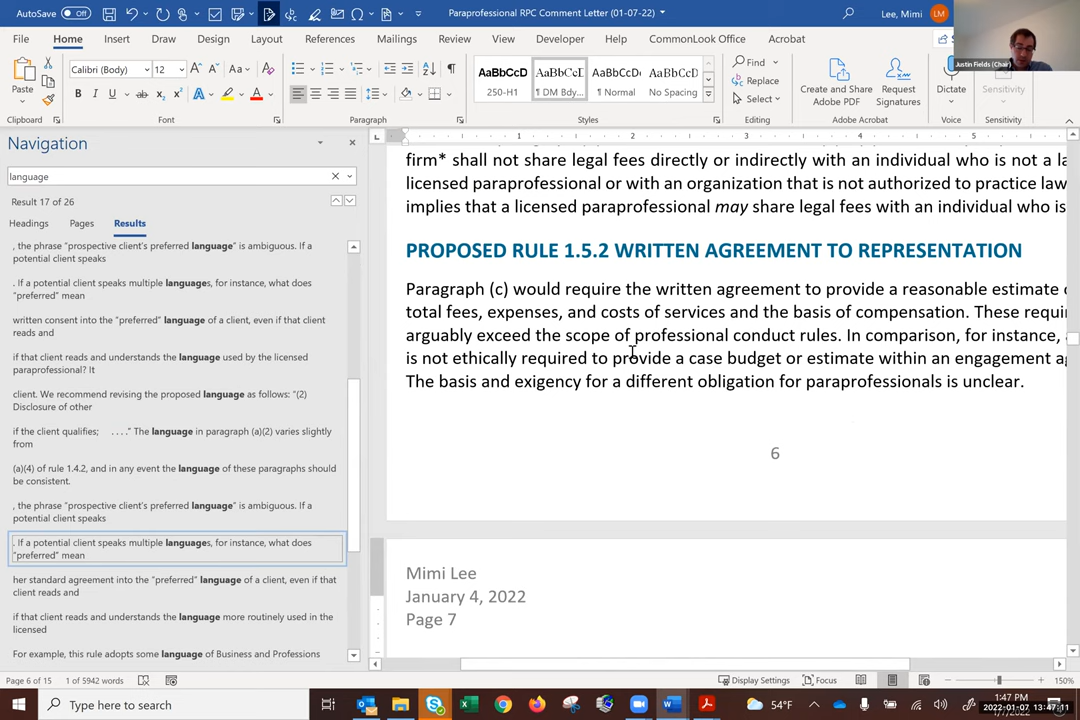 AutoSave Off
Paraprofessional RPC Comment Letter (01-07-22)
Lee, Mimi LM
File Home Insert Draw Design Layout References Mailings Review View Developer Help CommonLook Office Acrobat
Justin Fields (Chair)
Paste
Calibri (Body) 12
AaBbCcD AaBbCcD AaBbCcD AaBbCcD
250-H1 ¶ DM Bdy... ¶ Normal No Spacing
Find
Replace
Select
Create and Share Adobe PDF
Request Signatures
Dictate
Sensitivity
Clipboard Font Paragraph Styles Editing Adobe Acrobat Voice Sensitivity
Navigation
language
Result 17 of 26
Headings Pages Results
, the phrase “prospective client’s preferred language” is ambiguous. If a
potential client speaks
. If a potential client speaks multiple languages, for instance, what does
“preferred” mean
written consent into the “preferred” language of a client, even if that client
reads and
if that client reads and understands the language used by the licensed
paraprofessional? It
client. We recommend revising the proposed language as follows: “(2)
Disclosure of other
if the client qualifies; . . . .” The language in paragraph (a)(2) varies slightly
from
(a)(4) of rule 1.4.2, and in any event the language of these paragraphs should
be consistent.
, the phrase “prospective client’s preferred language” is ambiguous. If a
potential client speaks
. If a potential client speaks multiple languages, for instance, what does
“preferred” mean
her standard agreement into the “preferred” language of a client, even if that
client reads and
if that client reads and understands the language more routinely used in the
licensed
For example, this rule adopts some language of Business and Professions
1 2 3 4 5
firm* shall not share legal fees directly or indirectly with an individual who is not a la
licensed paraprofessional or with an organization that is not authorized to practice law
implies that a licensed paraprofessional may share legal fees with an individual who is
PROPOSED RULE 1.5.2 WRITTEN AGREEMENT TO REPRESENTATION
Paragraph (c) would require the written agreement to provide a reasonable estimate
total fees, expenses, and costs of services and the basis of compensation. These requi
arguably exceed the scope of professional conduct rules. In comparison, for instance,
is not ethically required to provide a case budget or estimate within an engagement ag
The basis and exigency for a different obligation for paraprofessionals is unclear.
6
Mimi Lee
January 4, 2022
Page 7
Page 6 of 15 1 of 5942 words
Display Settings Focus 150%
Type here to search
54°F
1:47 PM
2022-01-07 13:47:11